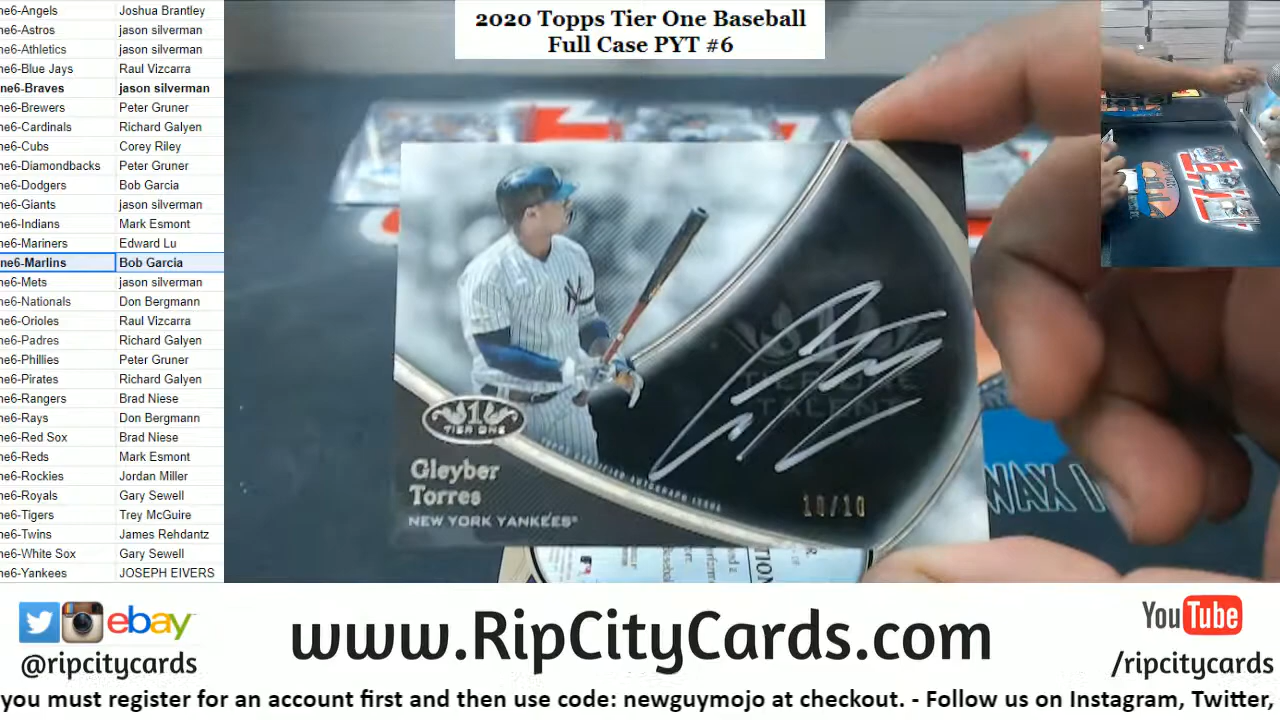 2020 Topps Tier One Baseball
Full Case PYT #6
ne6-Angels Joshua Brantley
ne6-Astros jason silverman
ne6-Athletics jason silverman
ne6-Blue Jays Raul Vizcarra
ne6-Braves jason silverman
ne6-Brewers Peter Gruner
ne6-Cardinals Richard Galyen
ne6-Cubs Corey Riley
ne6-Diamondbacks Peter Gruner
ne6-Dodgers Bob Garcia
ne6-Giants jason silverman
ne6-Indians Mark Esmont
ne6-Mariners Edward Lu
ne6-Marlins Bob Garcia
ne6-Mets jason silverman
ne6-Nationals Don Bergmann
ne6-Orioles Raul Vizcarra
ne6-Padres Richard Galyen
ne6-Phillies Peter Gruner
ne6-Pirates Richard Galyen
ne6-Rangers Brad Niese
ne6-Rays Don Bergmann
ne6-Red Sox Brad Niese
ne6-Reds Mark Esmont
ne6-Rockies Jordan Miller
ne6-Royals Gary Sewell
ne6-Tigers Trey McGuire
ne6-Twins James Rehdantz
ne6-White Sox Gary Sewell
ne6-Yankees JOSEPH EIVERS
TIER ONE
TALENT
1
TIER ONE
Gleyber
Torres
NEW YORK YANKEES
10/10
WAX
ebay
@ripcitycards
www.RipCityCards.com
YouTube
/ripcitycards
you must register for an account first and then use code: newguymojo at checkout. - Follow us on Instagram, Twitter,